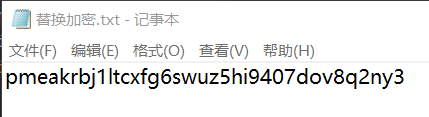 替换加密.txt - 记事本
文件(F) 编辑(E) 格式(O) 查看(V) 帮助(H)
pmeakrbj1ltcxfg6swuz5hi9407dov8q2ny3